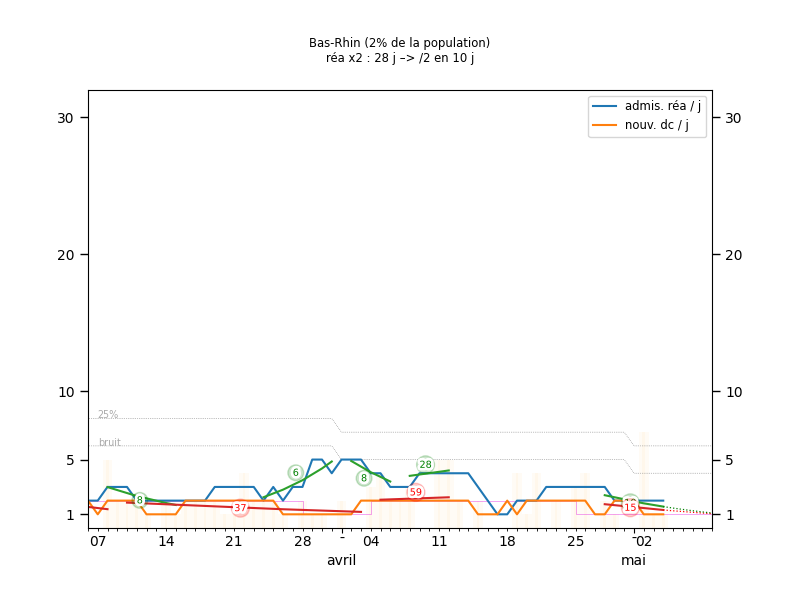 Bas-Rhin (2% de la population)
réa x2 : 28 j –> /2 en 10 j
admis. réa / j
nouv. dc / j
30 30
20 20
10 10
25%
bruit
5 5
1 1
8 37 6 8 28 59 15
07 14 21 28 - 04 11 18 25 - 02
avril mai